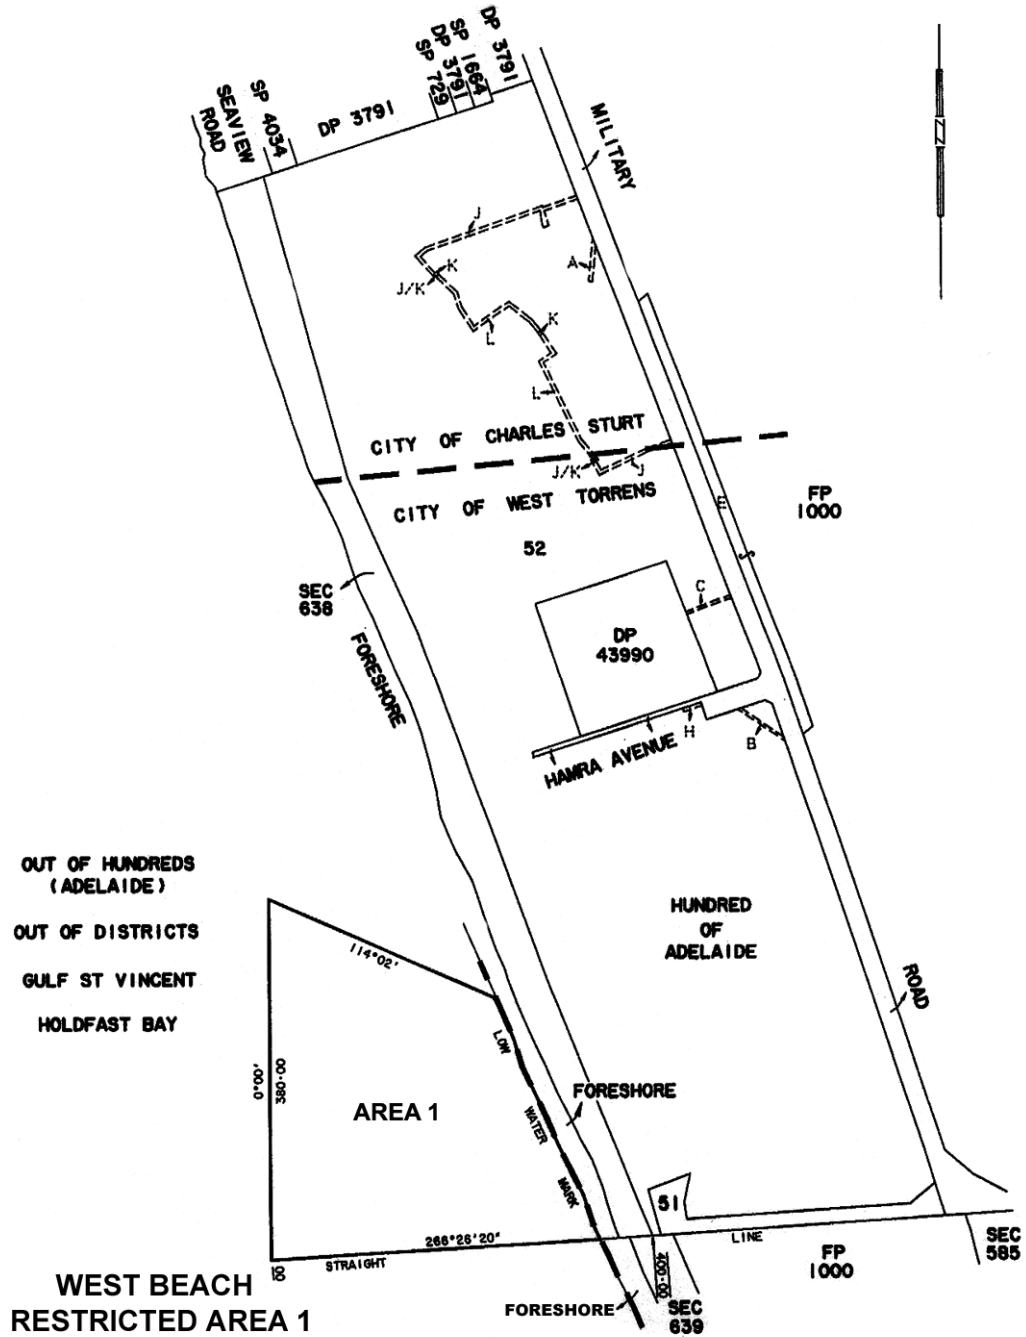 DP 3791
SP 1664
DP 3791
SP 729
DP 3791
SP 4034
SEAVIEW
ROAD
MILITARY
N
J
L
A
K
J/K
K
L
L
CITY OF CHARLES STURT
J/K
J
CITY OF WEST TORRENS
E
FP
1000
52
J
SEC
638
C
DP
43990
FORESHORE
H
B
HAMRA AVENUE
OUT OF HUNDREDS
(ADELAIDE)
OUT OF DISTRICTS
GULF ST VINCENT
HOLDFAST BAY
HUNDRED
OF
ADELAIDE
114°02'
ROAD
LOW
WATER
MARK
0°00'
380·00
AREA 1
FORESHORE
51
266°26'20"
STRAIGHT
LINE
400·00
FP
1000
SEC
585
WEST BEACH
RESTRICTED AREA 1
FORESHORE
SEC
639